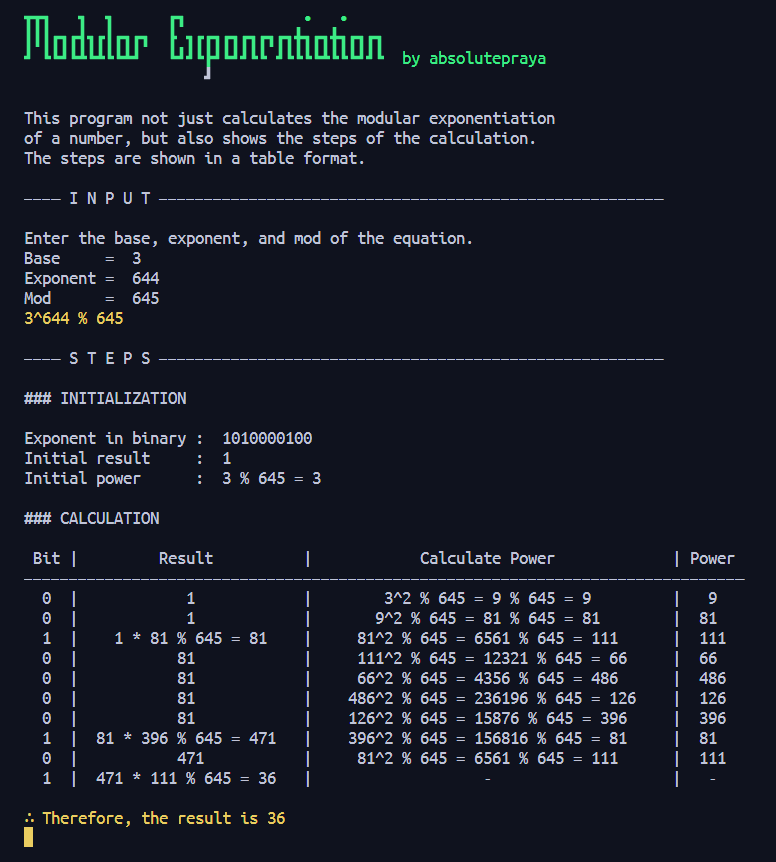 Modular Exponentiation by absolutepraya
This program not just calculates the modular exponentiation
of a number, but also shows the steps of the calculation.
The steps are shown in a table format.
---- I N P U T --------------------------------------------------------
Enter the base, exponent, and mod of the equation.
Base     =  3
Exponent =  644
Mod      =  645
3^644 % 645
---- S T E P S --------------------------------------------------------
### INITIALIZATION
Exponent in binary :  1010000100
Initial result     :  1
Initial power      :  3 % 645 = 3
### CALCULATION
Bit | Result | Calculate Power | Power
0 | 1 | 3^2 % 645 = 9 % 645 = 9 | 9
0 | 1 | 9^2 % 645 = 81 % 645 = 81 | 81
1 | 1 * 81 % 645 = 81 | 81^2 % 645 = 6561 % 645 = 111 | 111
0 | 81 | 111^2 % 645 = 12321 % 645 = 66 | 66
0 | 81 | 66^2 % 645 = 4356 % 645 = 486 | 486
0 | 81 | 486^2 % 645 = 236196 % 645 = 126 | 126
0 | 81 | 126^2 % 645 = 15876 % 645 = 396 | 396
1 | 81 * 396 % 645 = 471 | 396^2 % 645 = 156816 % 645 = 81 | 81
0 | 471 | 81^2 % 645 = 6561 % 645 = 111 | 111
1 | 471 * 111 % 645 = 36 | - | -
∴ Therefore, the result is 36